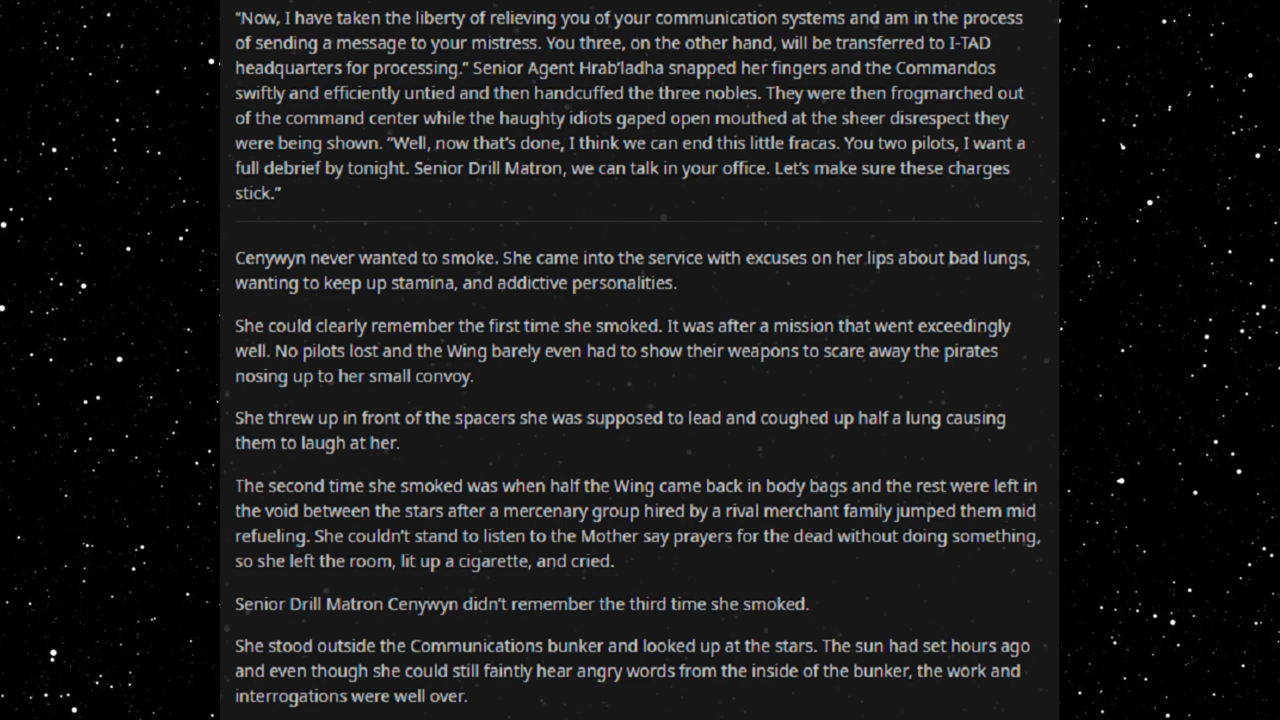 “Now, I have taken the liberty of relieving you of your communication systems and am in the process
of sending a message to your mistress. You three, on the other hand, will be transferred to I-TAD
headquarters for processing.” Senior Agent Hrab’ladha snapped her fingers and the Commandos
swiftly and efficiently untied and then handcuffed the three nobles. They were then frogmarched out
of the command center while the haughty idiots gaped open mouthed at the sheer disrespect they
were being shown. “Well, now that’s done, I think we can end this little fracas. You two pilots, I want a
full debrief by tonight. Senior Drill Matron, we can talk in your office. Let’s make sure these charges
stick.”
Cenywyn never wanted to smoke. She came into the service with excuses on her lips about bad lungs,
wanting to keep up stamina, and addictive personalities.
She could clearly remember the first time she smoked. It was after a mission that went exceedingly
well. No pilots lost and the Wing barely even had to show their weapons to scare away the pirates
nosing up to her small convoy.
She threw up in front of the spacers she was supposed to lead and coughed up half a lung causing
them to laugh at her.
The second time she smoked was when half the Wing came back in body bags and the rest were left in
the void between the stars after a mercenary group hired by a rival merchant family jumped them mid
refueling. She couldn’t stand to listen to the Mother say prayers for the dead without doing something,
so she left the room, lit up a cigarette, and cried.
Senior Drill Matron Cenywyn didn’t remember the third time she smoked.
She stood outside the Communications bunker and looked up at the stars. The sun had set hours ago
and even though she could still faintly hear angry words from the inside of the bunker, the work and
interrogations were well over.